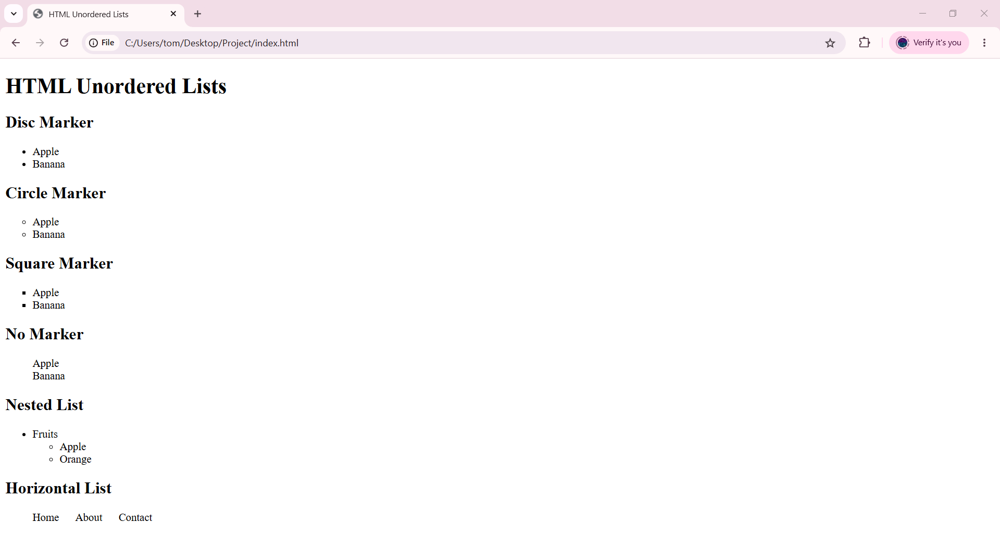 HTML Unordered Lists
File C:/Users/tom/Desktop/Project/index.html Verify it's you
HTML Unordered Lists
Disc Marker
Apple
Banana
Circle Marker
Apple
Banana
Square Marker
Apple
Banana
No Marker
Apple
Banana
Nested List
Fruits
Apple
Orange
Horizontal List
Home About Contact